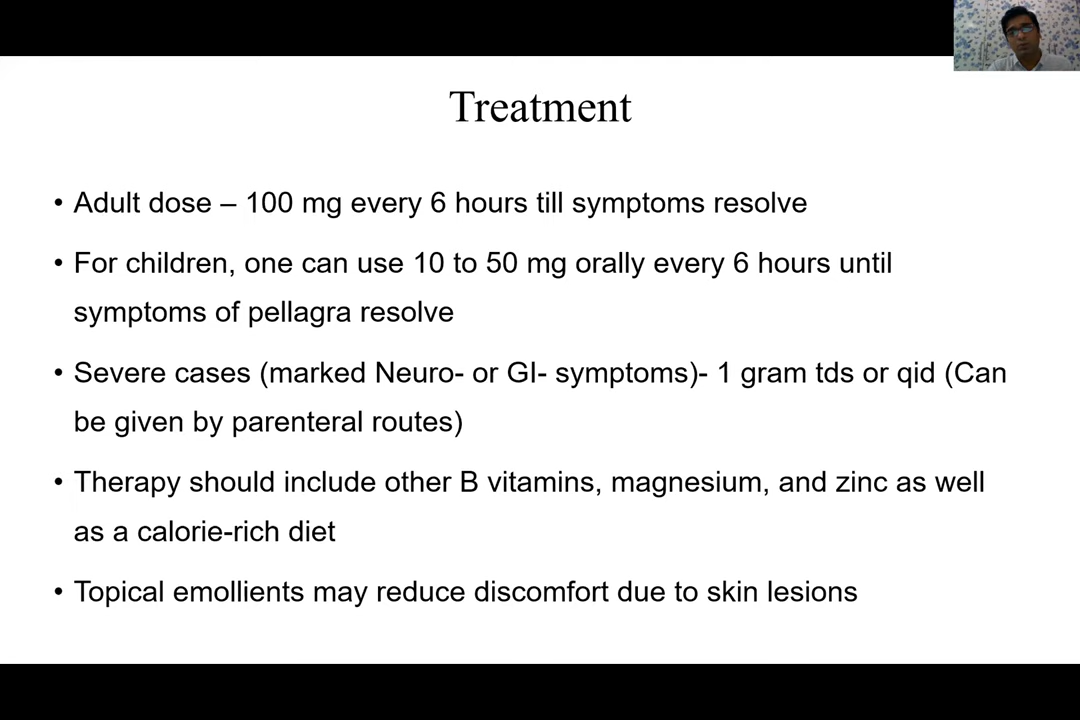 Treatment
• Adult dose – 100 mg every 6 hours till symptoms resolve
• For children, one can use 10 to 50 mg orally every 6 hours until
symptoms of pellagra resolve
• Severe cases (marked Neuro- or GI- symptoms)- 1 gram tds or qid (Can
be given by parenteral routes)
• Therapy should include other B vitamins, magnesium, and zinc as well
as a calorie-rich diet
• Topical emollients may reduce discomfort due to skin lesions